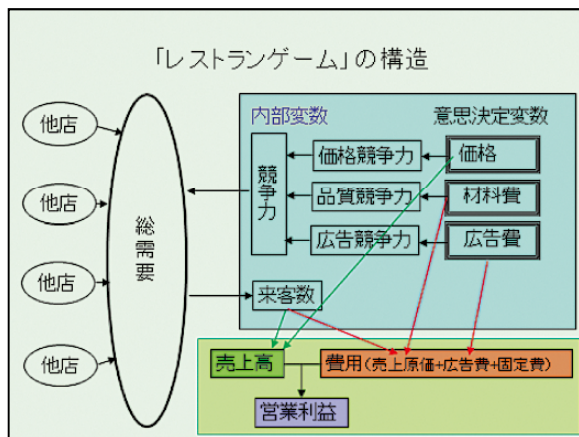 「レストランゲーム」の構造
他店
他店
他店
他店
総需要
内部変数
意思決定変数
競争力
価格競争力
価格
品質競争力
材料費
広告競争力
広告費
来客数
売上高
費用(売上原価+広告費+固定費)
営業利益